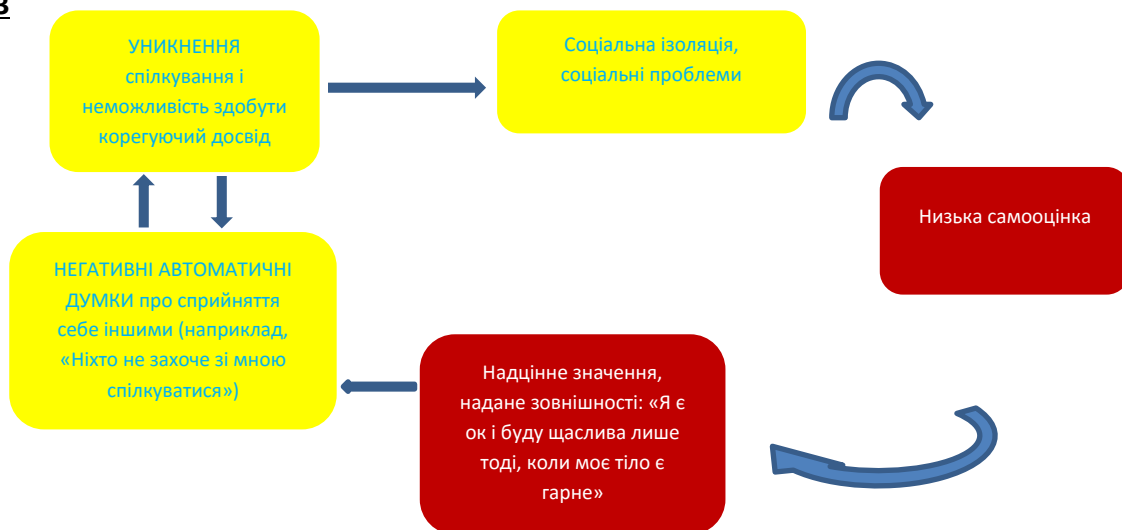 УНИКНЕННЯ
спілкування і
неможливість здобути
корегуючий досвід
Соціальна ізоляція,
соціальні проблеми
Низька самооцінка
НЕГАТИВНІ АВТОМАТИЧНІ
ДУМКИ про сприйняття
себе іншими (наприклад,
«Ніхто не захоче зі мною
спілкуватися»)
Надцінне значення,
надане зовнішності: «Я є
ок і буду щаслива лише
тоді, коли моє тіло є
гарне»